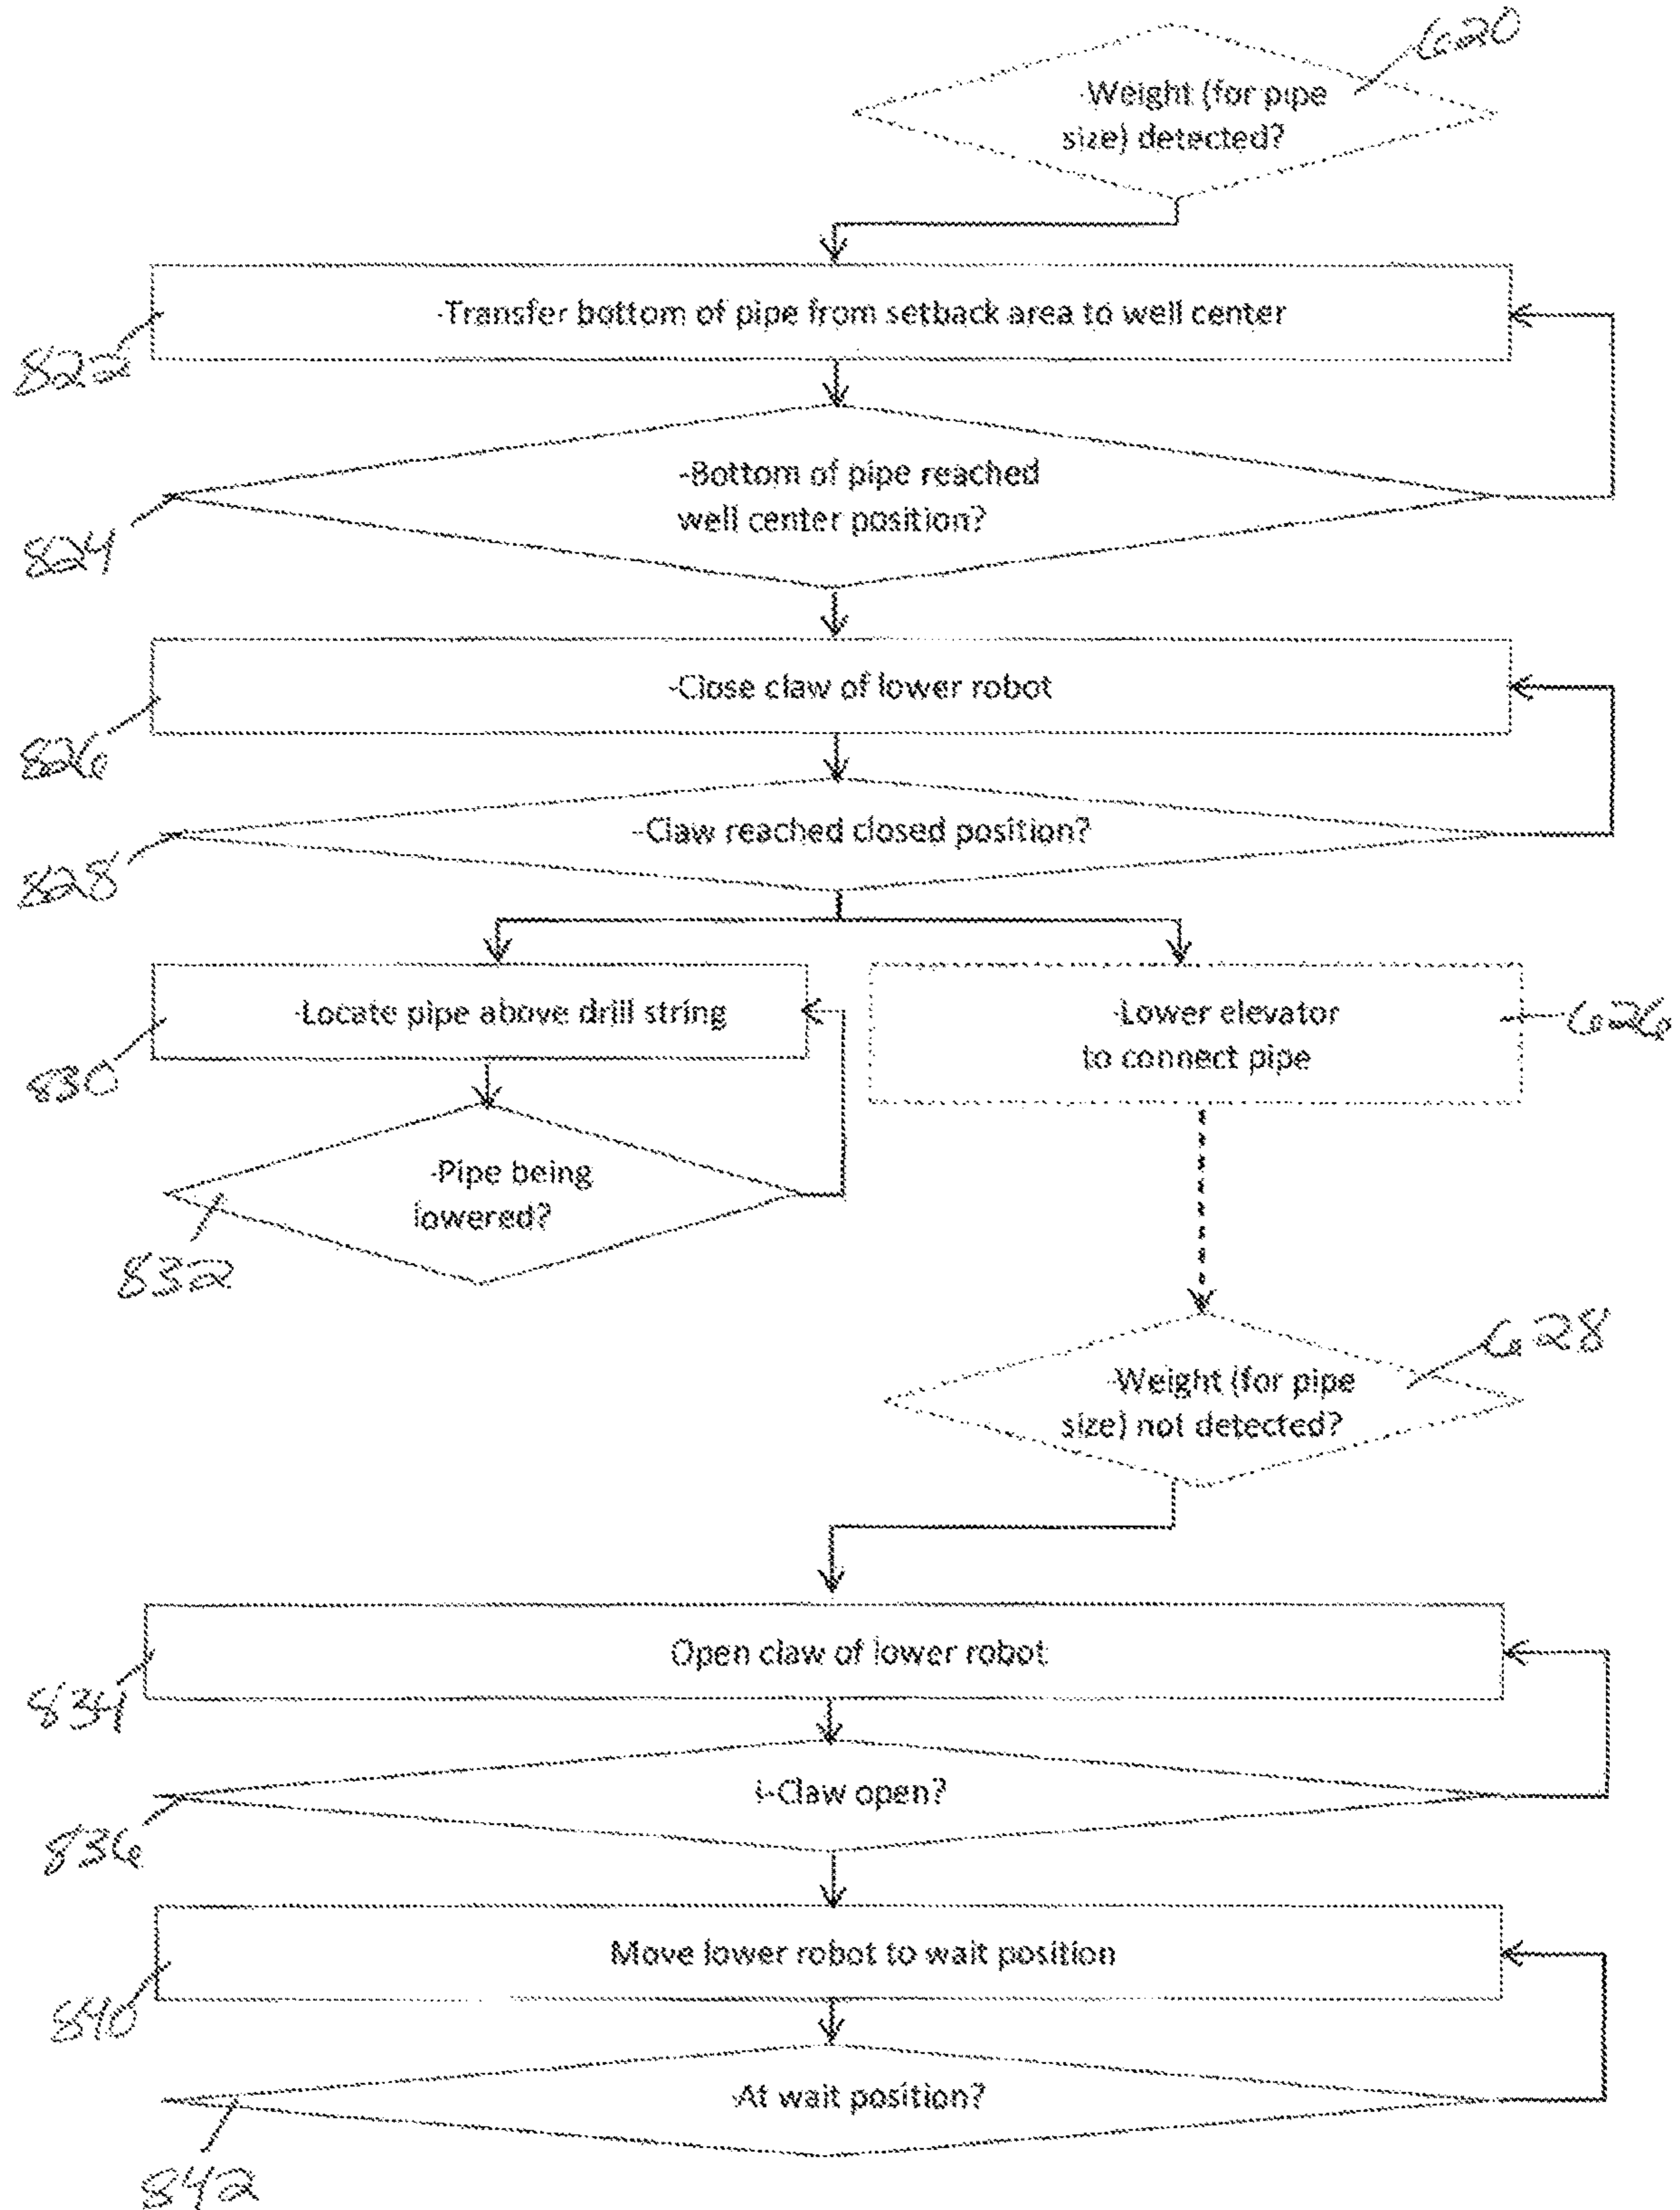 620
-Weight (for pipe
size) detected?
-Transfer bottom of pipe from setback area to well center
822
-Bottom of pipe reached
well center position?
824
-Close claw of lower robot
826
-Claw reached closed position?
828
-Locate pipe above drill string
830
-Lower elevator
to connect pipe
626
-Pipe being
lowered?
832
628
-Weight (for pipe
size) not detected?
Open claw of lower robot
834
-Claw open?
836
Move lower robot to wait position
840
-At wait position?
842